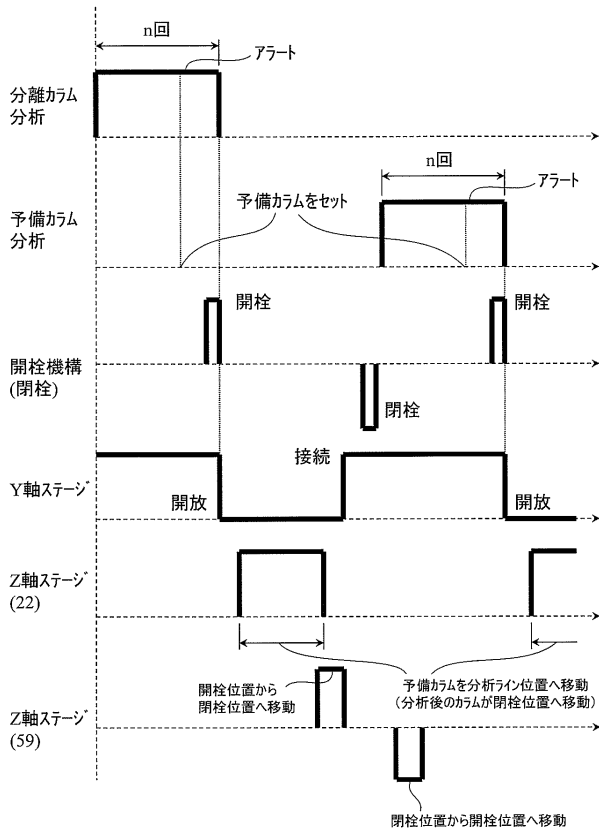 n回
アラート
分離カラム
分析
n回
アラート
予備カラムをセット
予備カラム
分析
開栓
開栓
開栓機構
(閉栓)
閉栓
接続
Y軸ステージ
開放
開放
Z軸ステージ
(22)
開栓位置から
閉栓位置へ移動
予備カラムを分析ライン位置へ移動
(分析後のカラムが閉栓位置へ移動)
Z軸ステージ
(59)
閉栓位置から開栓位置へ移動